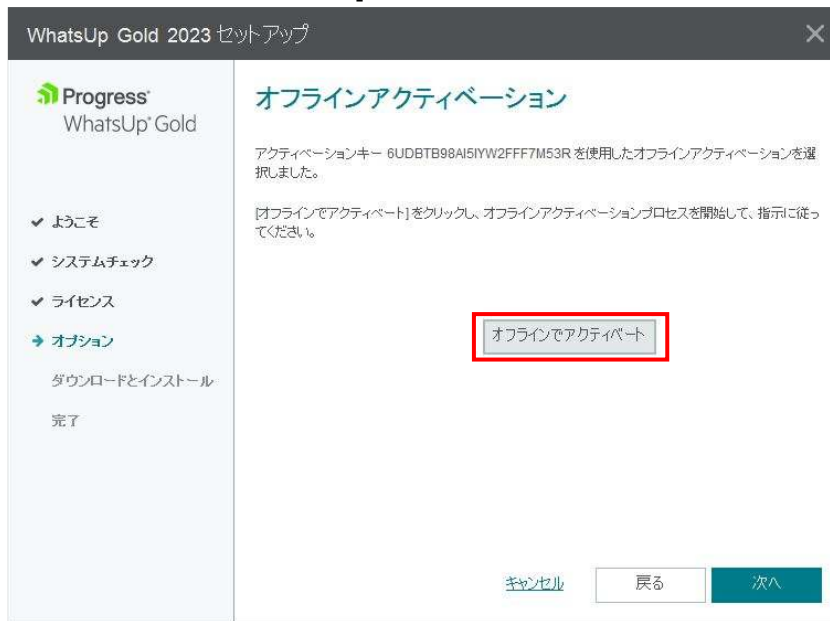 WhatsUp Gold 2023 セットアップ
Progress
WhatsUp Gold
オフラインアクティベーション
アクティベーションキー 6UDBTB98AI5IYW2FFF7M53R を使用したオフラインアクティベーションを選
択しました。
[オフラインでアクティベート] をクリックし、オフラインアクティベーションプロセスを開始して、指示に従っ
てください。
ようこそ
システムチェック
ライセンス
オプション
ダウンロードとインストール
完了
オフラインでアクティベート
キャンセル
戻る
次へ